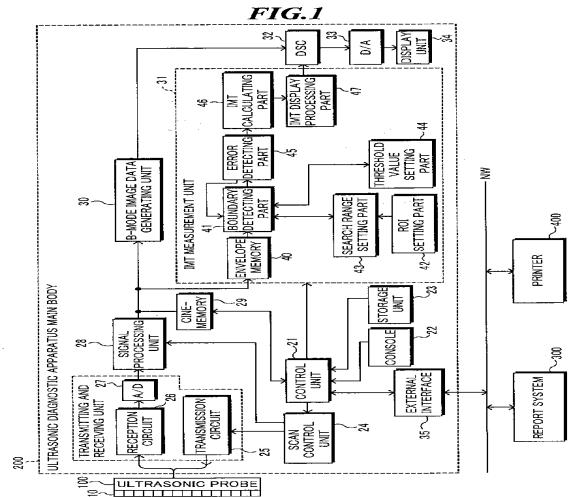 FIG.1
200
ULTRASONIC DIAGNOSTIC APPARATUS MAIN BODY
100
ULTRASONIC PROBE
10
TRANSMITTING AND
RECEIVING UNIT
27
A/D
26
RECEPTION
CIRCUIT
TRANSMISSION
CIRCUIT
25
28
SIGNAL
PROCESSING
UNIT
CINE-
MEMORY
29
30
B-MODE IMAGE DATA
GENERATING UNIT
31
IMT MEASUREMENT UNIT
ENVELOPE
MEMORY
40
41
BOUNDARY
DETECTING
PART
ERROR
DETECTING
PART
45
46
IMT
CALCULATING
PART
IMT DISPLAY
PROCESSING
PART
47
SEARCH RANGE
SETTING PART
43
ROI
SETTING PART
42
THRESHOLD
VALUE
SETTING
PART
44
32
DSC
33
D/A
DISPLAY
UNIT
34
SCAN
CONTROL
UNIT
24
21
CONTROL
UNIT
CONSOLE
22
STORAGE
UNIT
23
EXTERNAL
INTERFACE
35
NW
REPORT SYSTEM
300
PRINTER
400